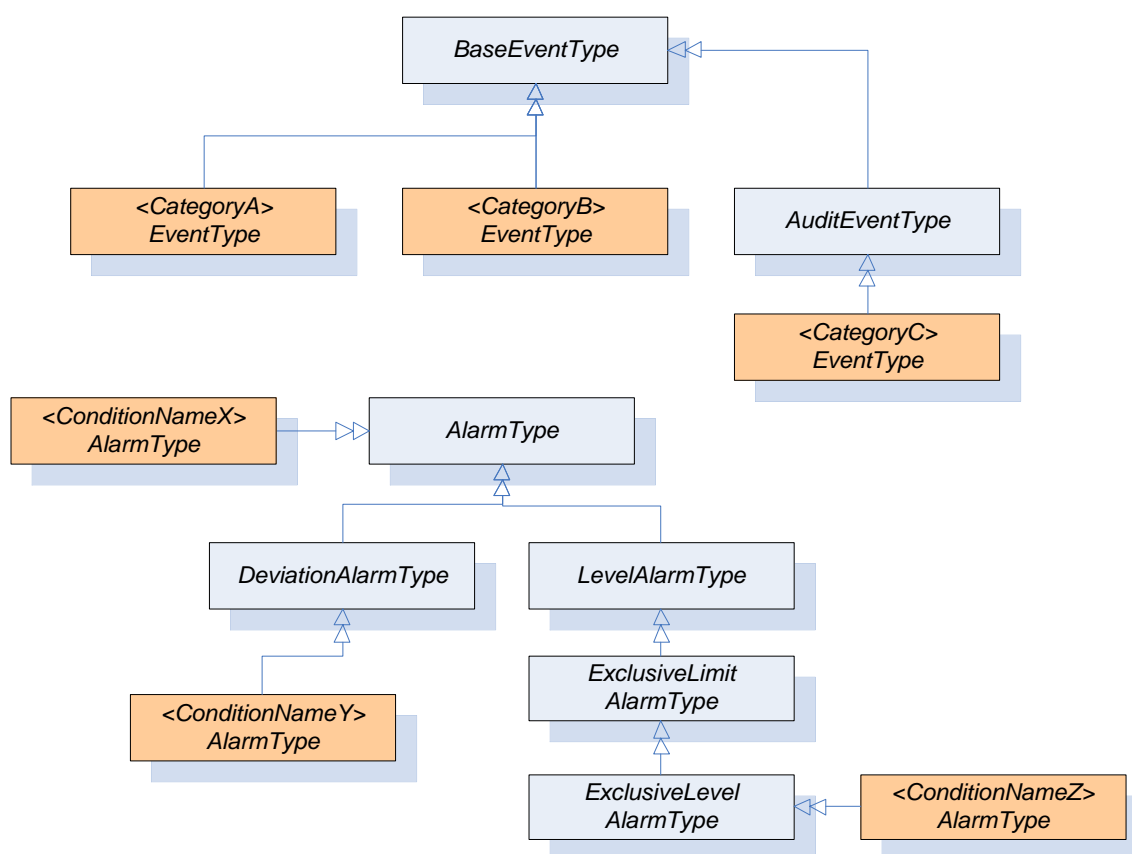 BaseEventType
<CategoryA>
EventType
<CategoryB>
EventType
AuditEventType
<CategoryC>
EventType
<ConditionNameX>
AlarmType
AlarmType
DeviationAlarmType
LevelAlarmType
ExclusiveLimit
AlarmType
<ConditionNameY>
AlarmType
ExclusiveLevel
AlarmType
<ConditionNameZ>
AlarmType